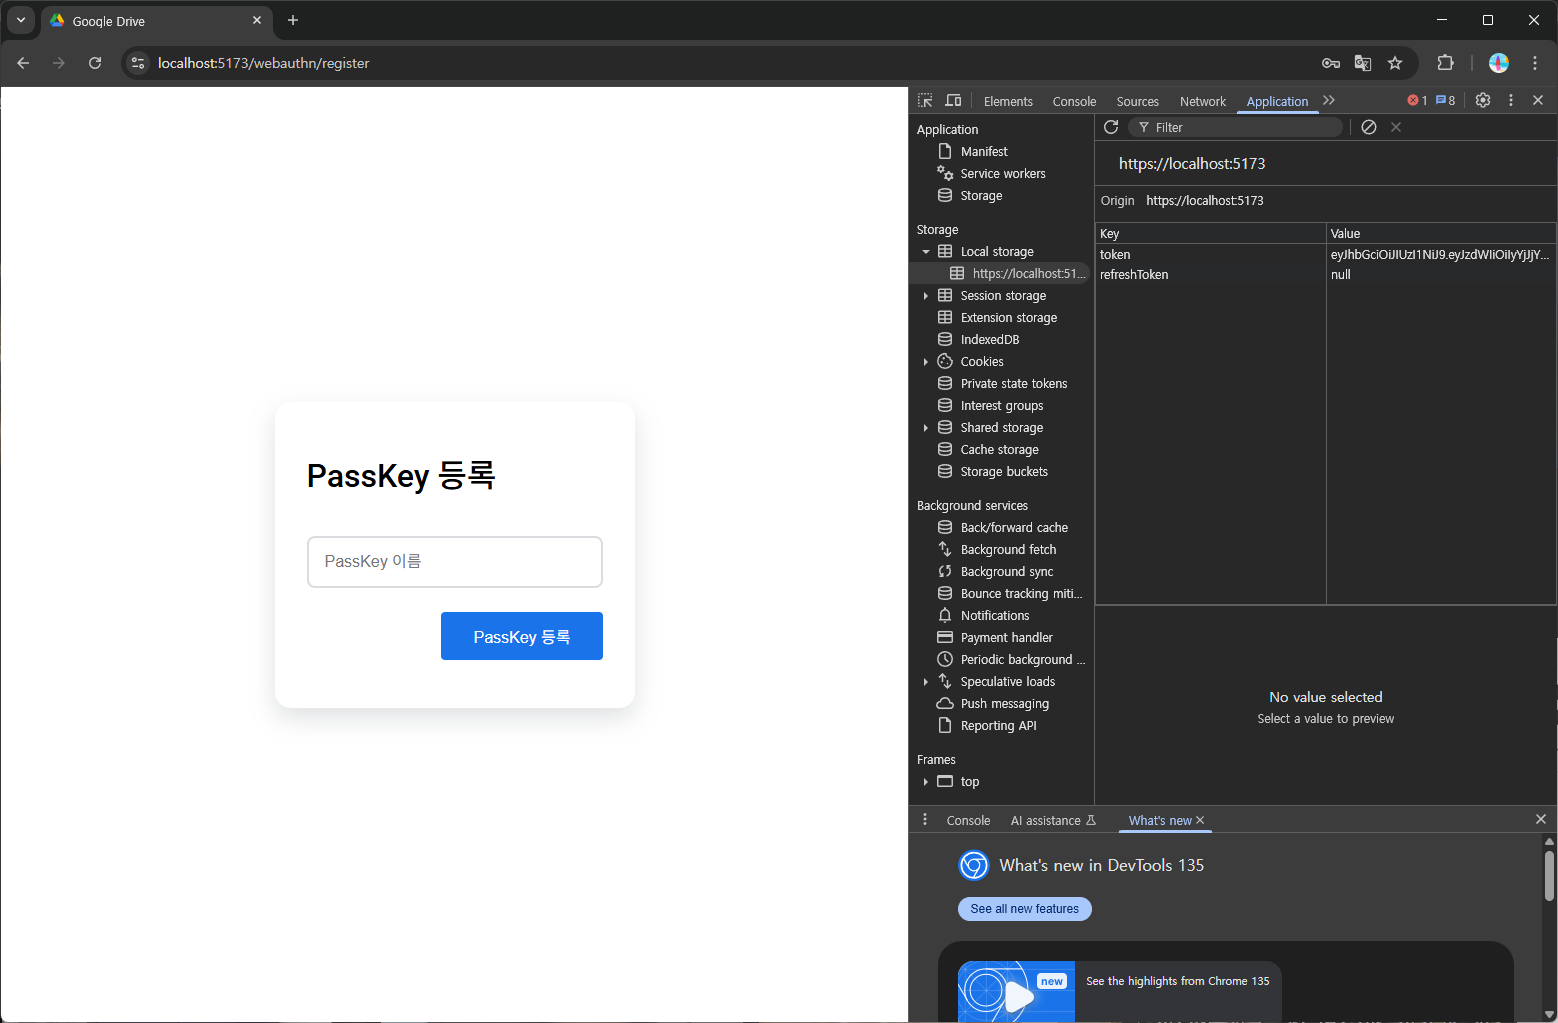 Google Drive
localhost:5173/webauthn/register
PassKey 등록
PassKey 이름
PassKey 등록
Elements
Console
Sources
Network
Application
1
8
Application
Manifest
Service workers
Storage
Storage
Local storage
https://localhost:51...
Session storage
Extension storage
IndexedDB
Cookies
Private state tokens
Interest groups
Shared storage
Cache storage
Storage buckets
Background services
Back/forward cache
Background fetch
Background sync
Bounce tracking miti...
Notifications
Payment handler
Periodic background ...
Speculative loads
Push messaging
Reporting API
Frames
top
Filter
https://localhost:5173
Origin https://localhost:5173
Key Value
token eyJhbGciOiJIUzI1NiJ9.eyJzdWIiOiIyYjJjY...
refreshToken null
No value selected
Select a value to preview
Console
AI assistance
What's new
What's new in DevTools 135
See all new features
new
See the highlights from Chrome 135